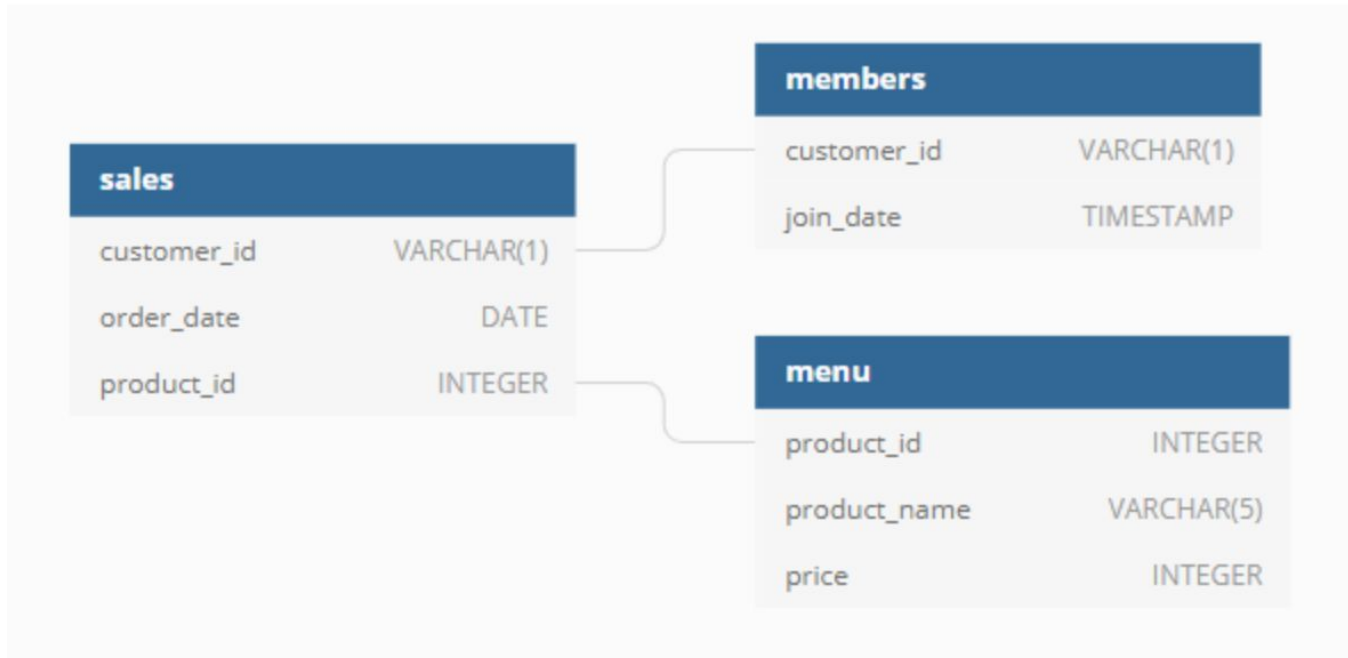 sales
customer_id VARCHAR(1)
order_date DATE
product_id INTEGER
members
customer_id VARCHAR(1)
join_date TIMESTAMP
menu
product_id INTEGER
product_name VARCHAR(5)
price INTEGER